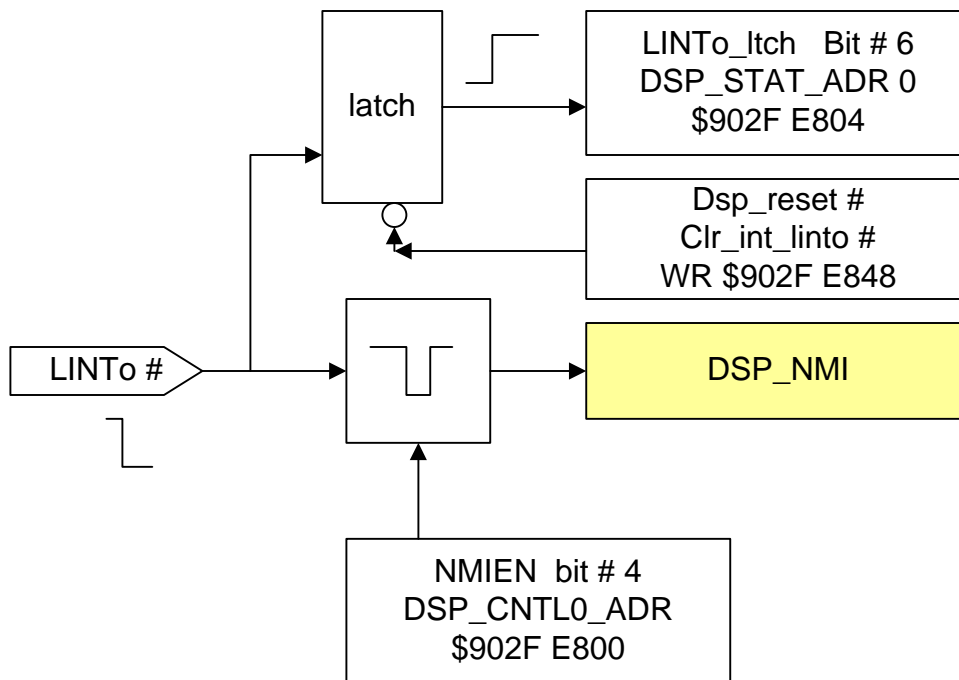 LINTo_ltch Bit # 6
DSP_STAT_ADR 0
$902F E804
latch
Dsp_reset #
Clr_int_linto #
WR $902F E848
LINTo #
DSP_NMI
NMIEN bit # 4
DSP_CNTL0_ADR
$902F E800